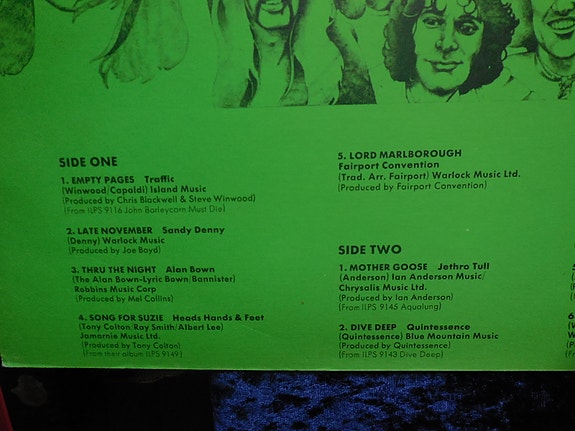 SIDE ONE
1. EMPTY PAGES Traffic
(Winwood/Capaldi) Island Music
(Produced by Chris Blackwell & Steve Winwood)
(From ILPS 9116 John Barleycorn Must Die)
2. LATE NOVEMBER Sandy Denny
(Denny) Warlock Music
(Produced by Joe Boyd)
3. THRU THE NIGHT Alan Bown
(The Alan Bown-Lyric Bown/Bannister)
Robbins Music Corp
(Produced by Mel Collins)
4. SONG FOR SUZIE Heads Hands & Feet
(Tony Colton/Ray Smith/Albert Lee)
Jamarnie Music Ltd.
(Produced by Tony Colton)
(From their album ILPS 9149)
5. LORD MARLBOROUGH
Fairport Convention
(Trad. Arr. Fairport) Warlock Music Ltd.
(Produced by Fairport Convention)
SIDE TWO
1. MOTHER GOOSE Jethro Tull
(Anderson) Ian Anderson Music/
Chrysalis Music Ltd.
(Produced by Ian Anderson)
(From ILPS 9145 Aqualung)
2. DIVE DEEP Quintessence
(Quintessence) Blue Mountain Music
(Produced by Quintessence)
(From ILPS 9143 Dive Deep)